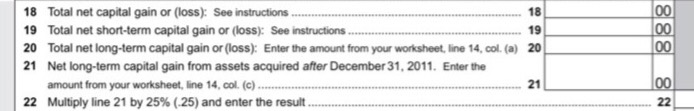 18 Total net capital gain or (loss): See instructions 18 00
19 Total net short-term capital gain or (loss): See instructions 19 00
20 Total net long-term capital gain or (loss): Enter the amount from your worksheet, line 14, col. (a) 20 00
21 Net long-term capital gain from assets acquired after December 31, 2011. Enter the
amount from your worksheet, line 14, col. (c) 21 00
22 Multiply line 21 by 25% (.25) and enter the result 22